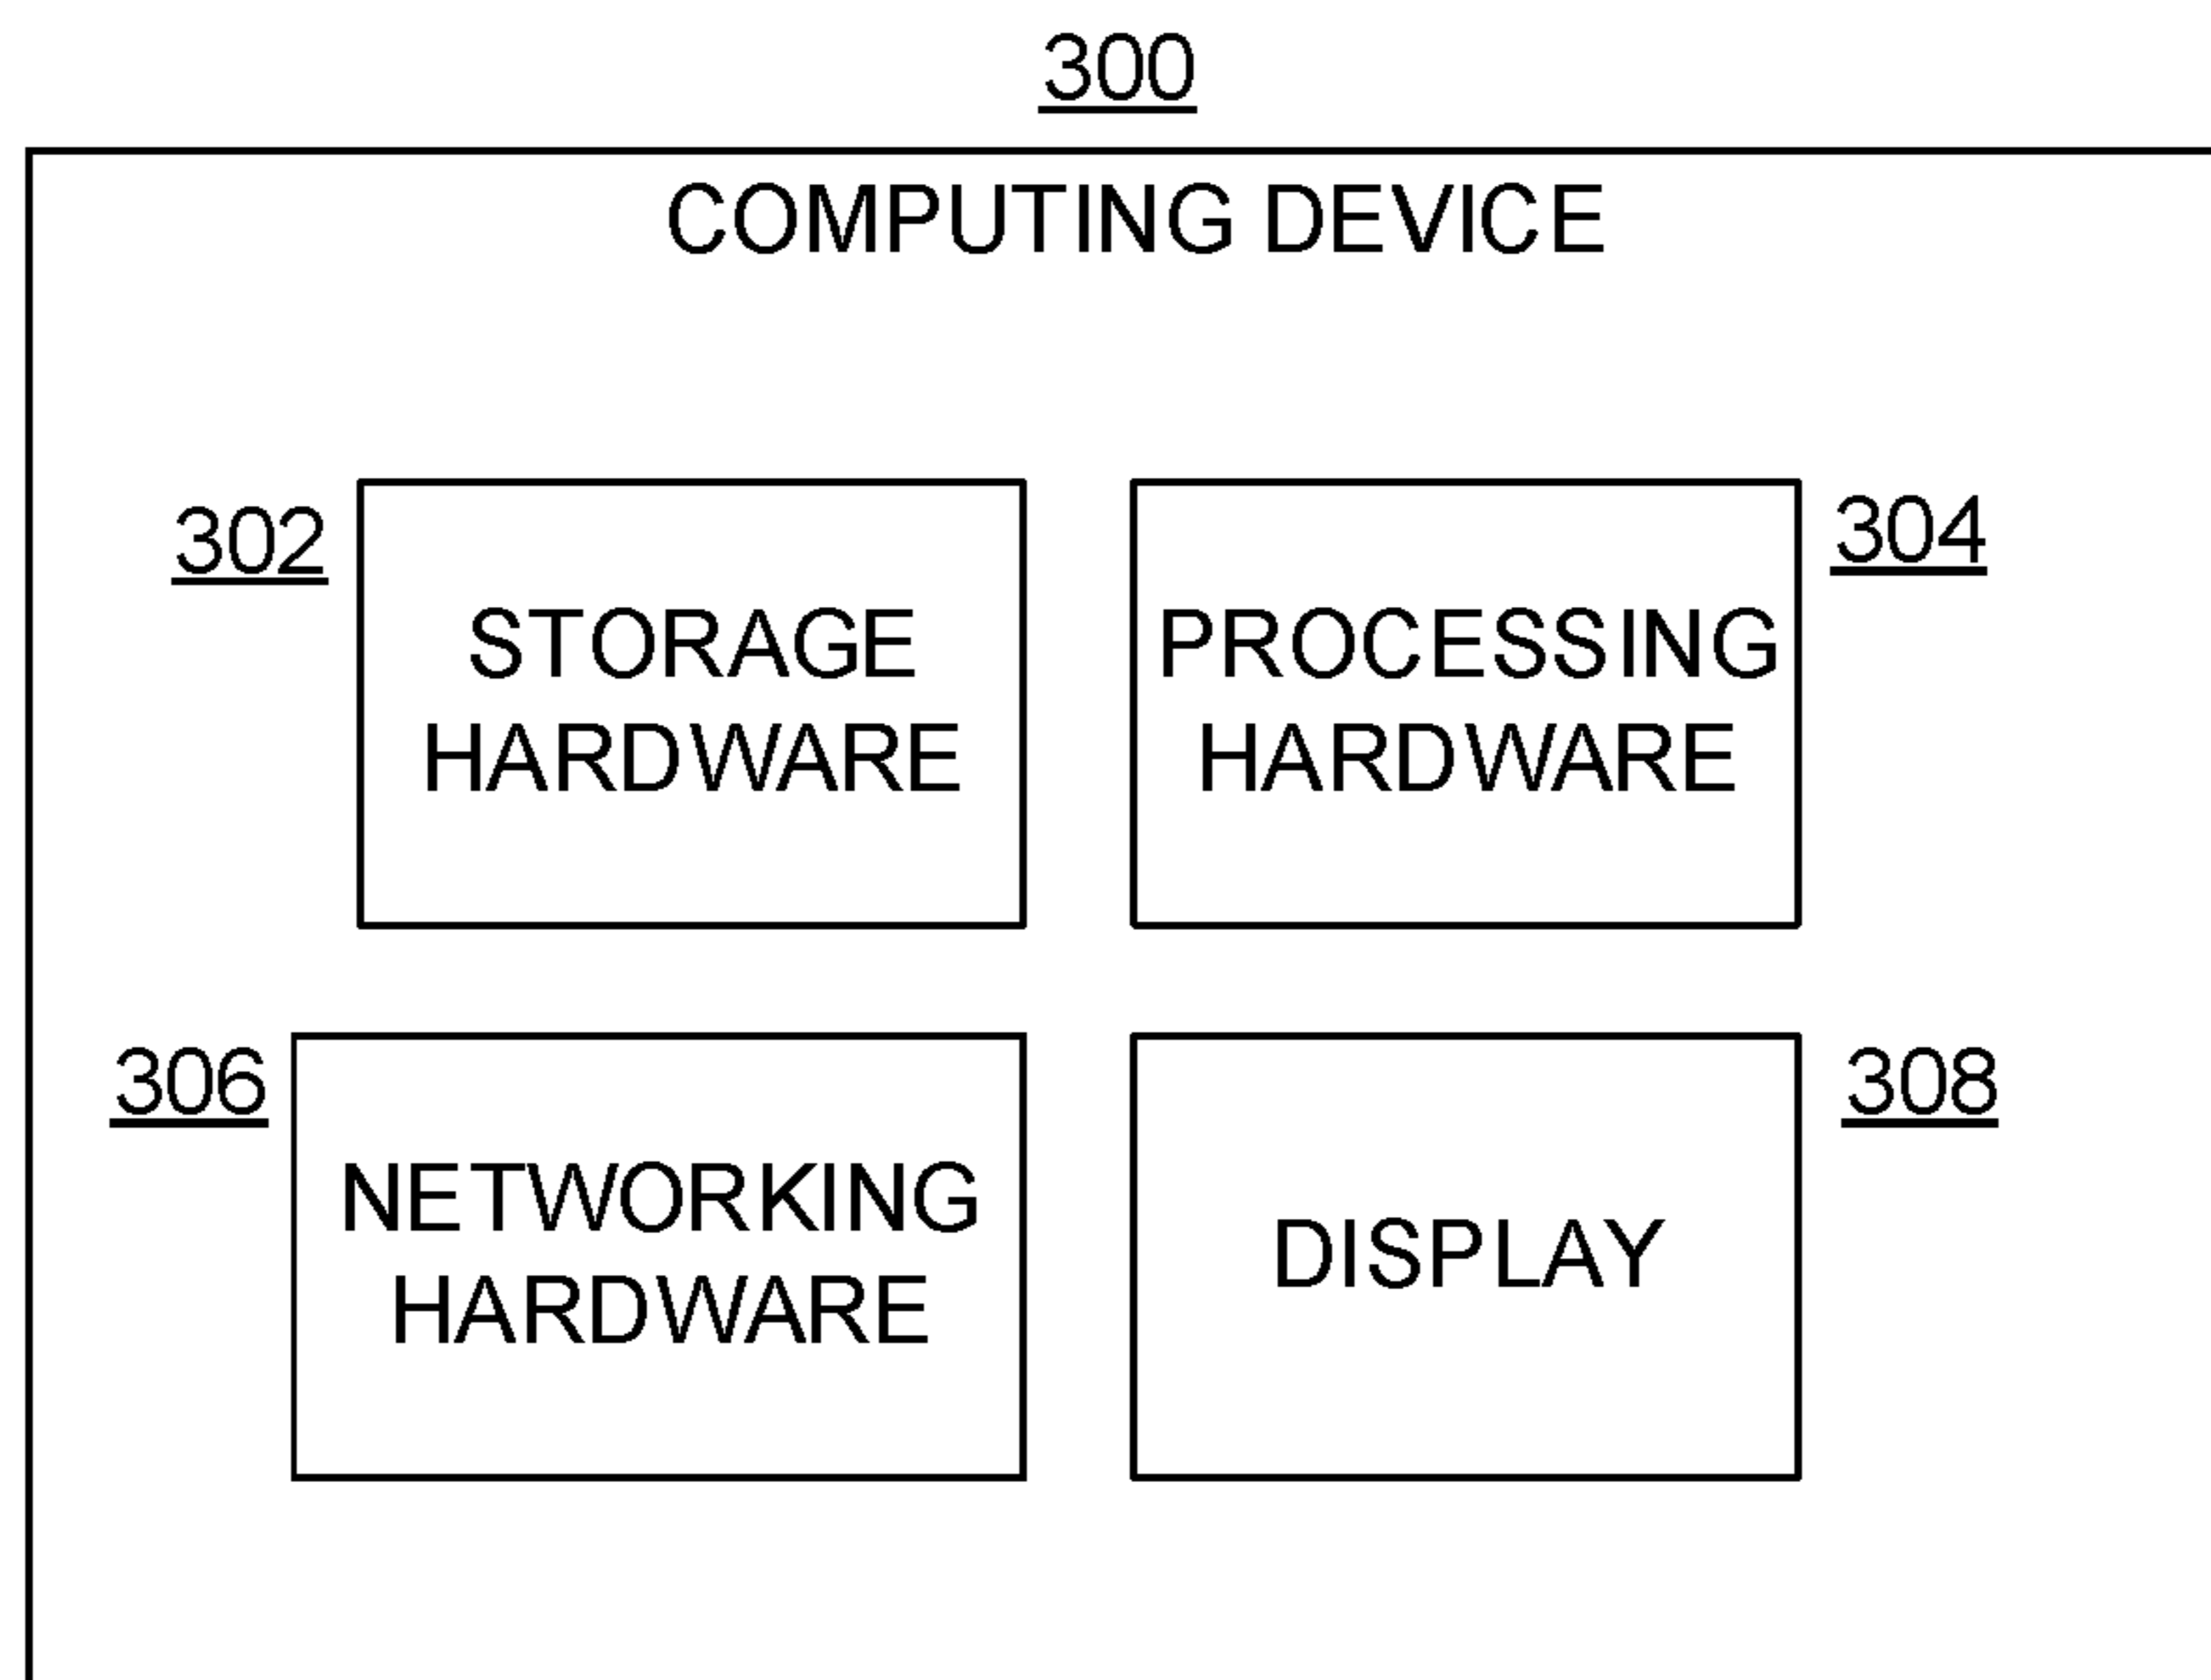 300
COMPUTING DEVICE
302
STORAGE
HARDWARE
304
PROCESSING
HARDWARE
306
NETWORKING
HARDWARE
308
DISPLAY